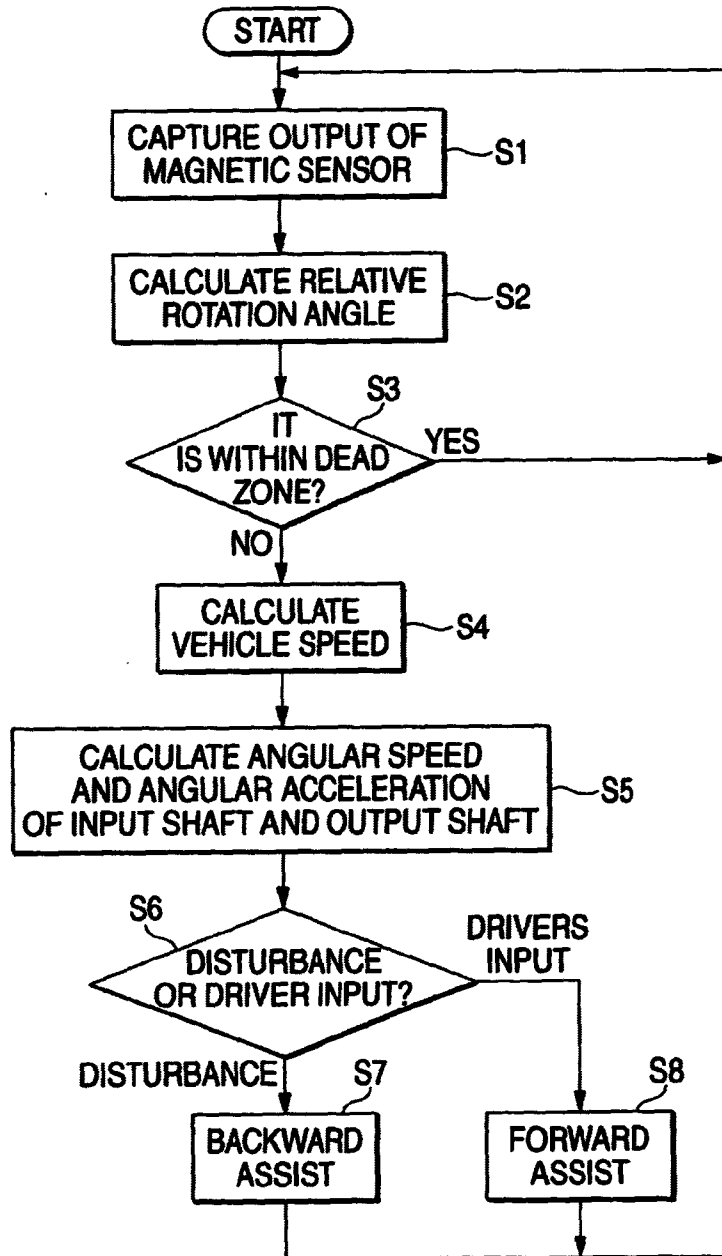 START
CAPTURE OUTPUT OF
MAGNETIC SENSOR
S1
CALCULATE RELATIVE
ROTATION ANGLE
S2
S3
IT
IS WITHIN DEAD
ZONE?
YES
NO
CALCULATE
VEHICLE SPEED
S4
CALCULATE ANGULAR SPEED
AND ANGULAR ACCELERATION
OF INPUT SHAFT AND OUTPUT SHAFT
S5
S6
DISTURBANCE
OR DRIVER INPUT?
DRIVERS
INPUT
DISTURBANCE
S7
BACKWARD
ASSIST
S8
FORWARD
ASSIST